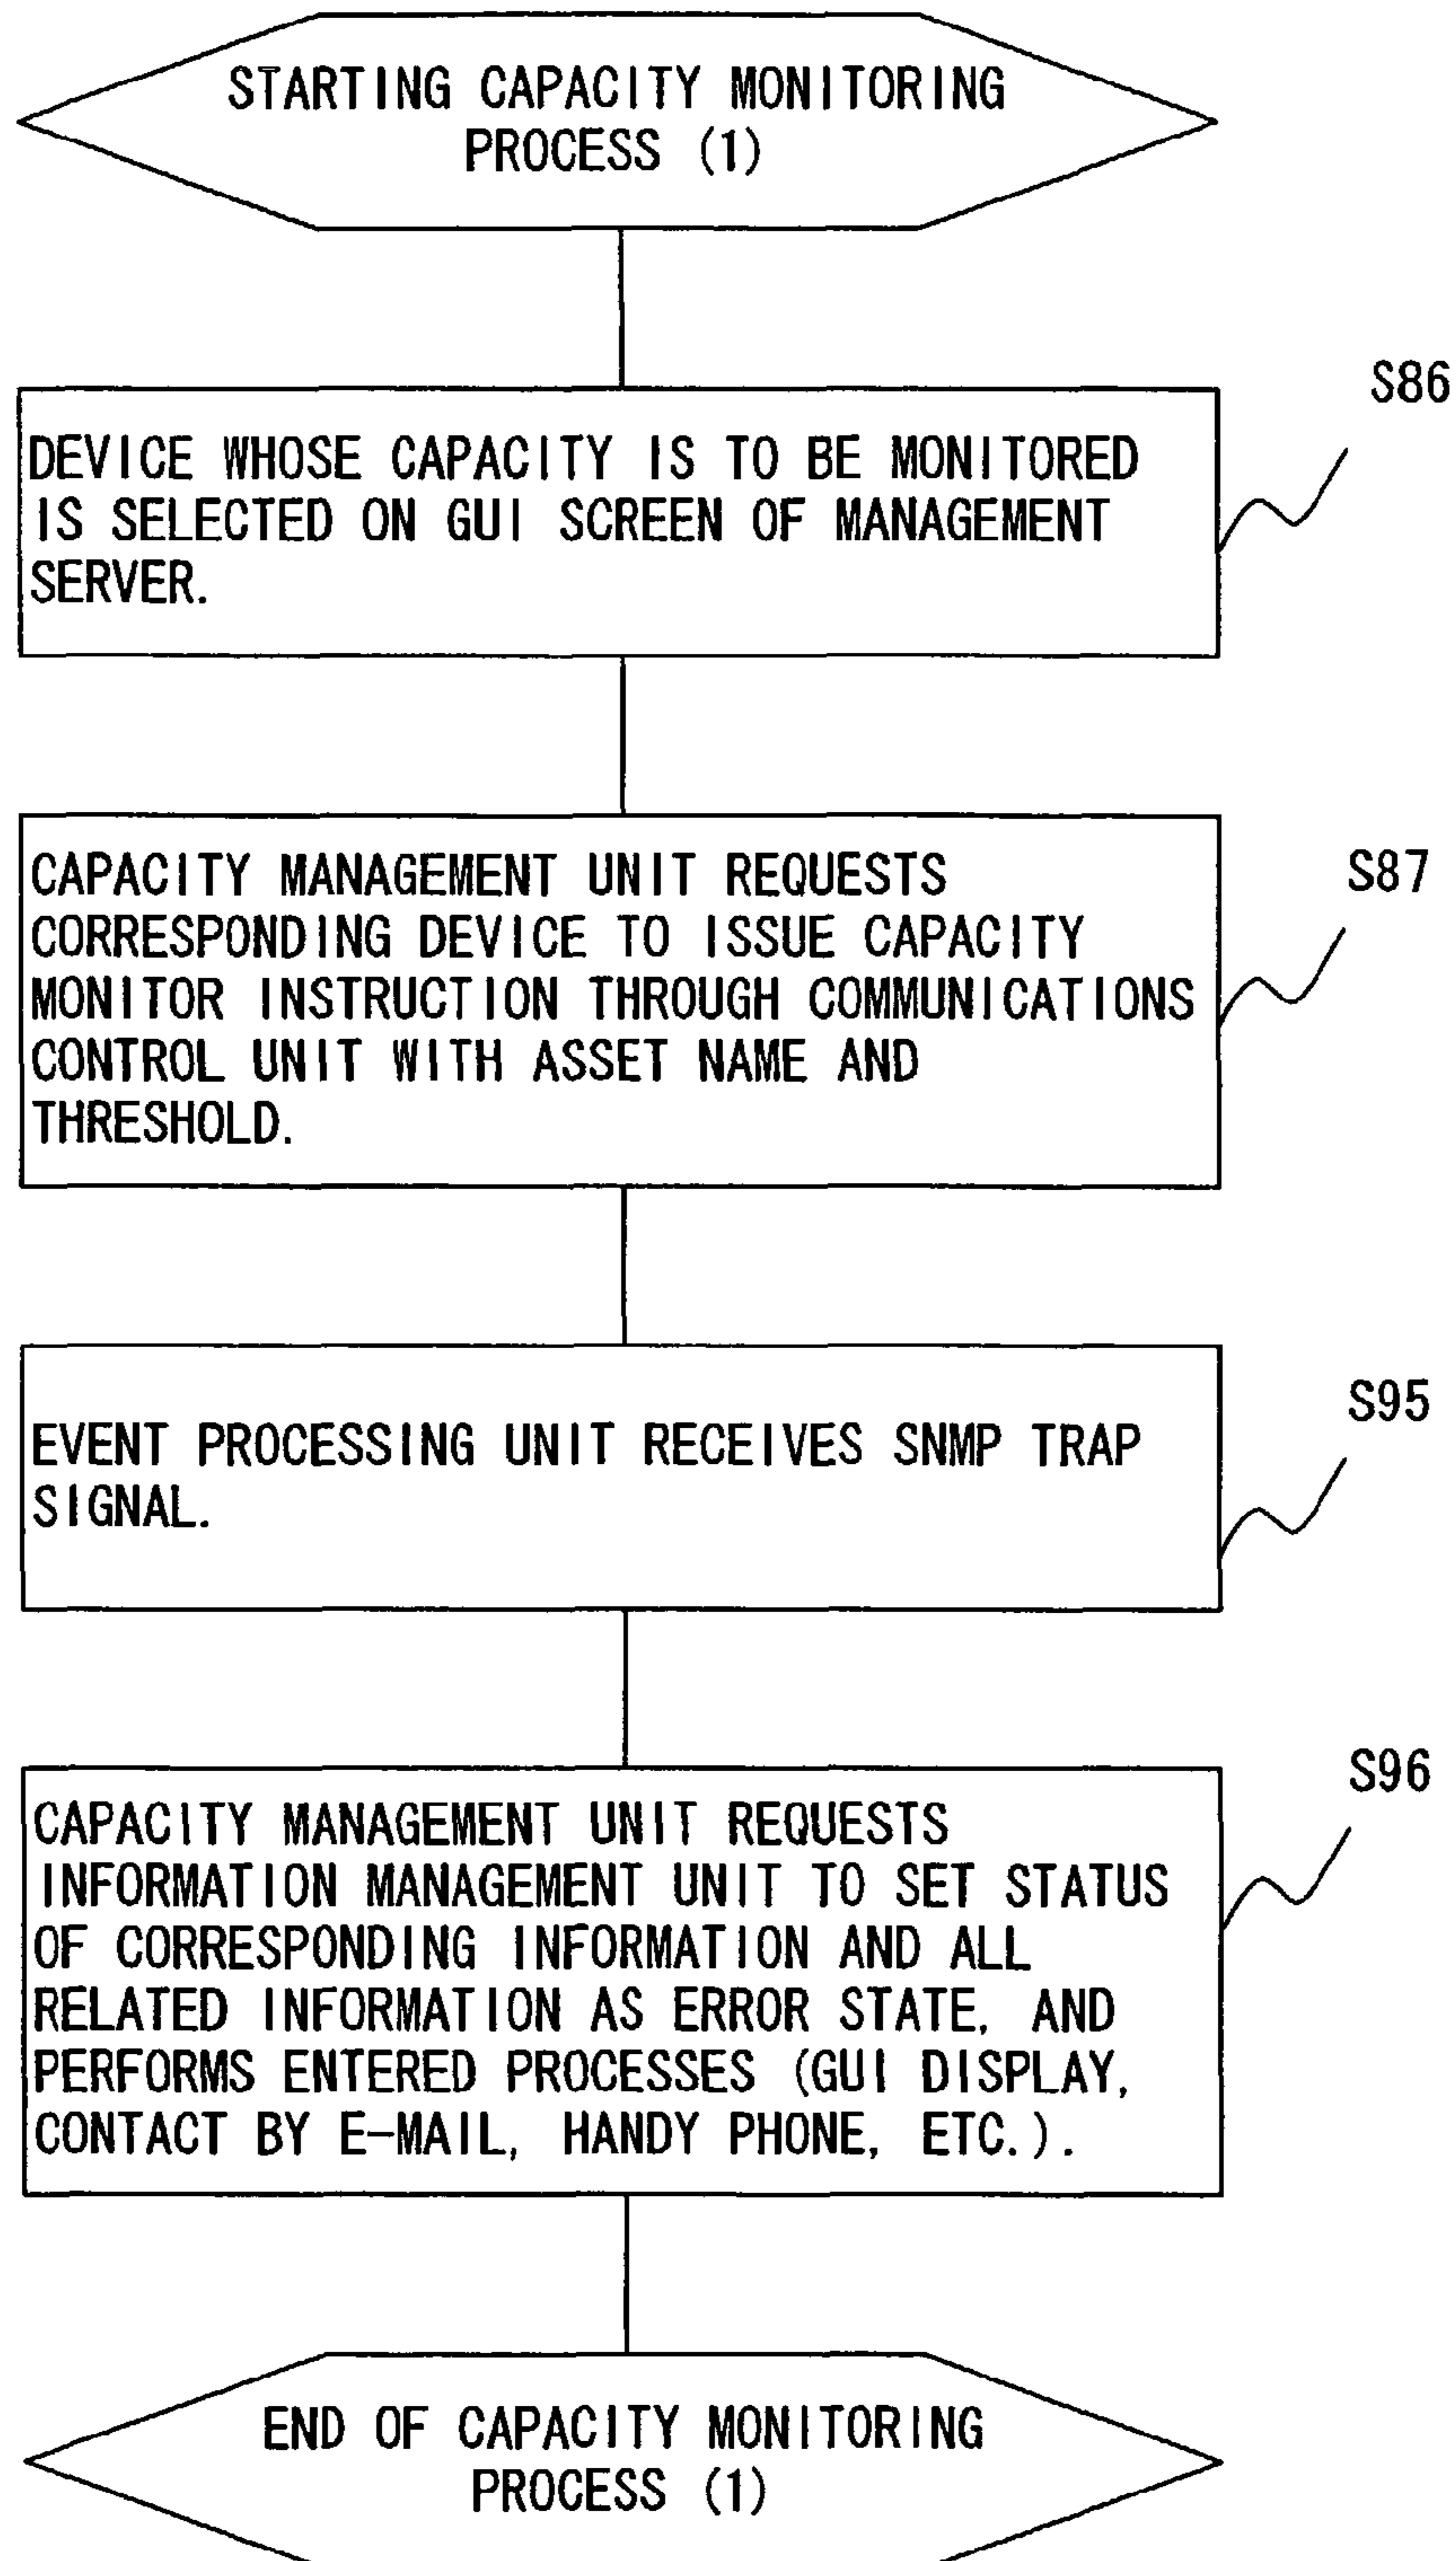 STARTING CAPACITY MONITORING
PROCESS (1)
S86
DEVICE WHOSE CAPACITY IS TO BE MONITORED
IS SELECTED ON GUI SCREEN OF MANAGEMENT
SERVER.
S87
CAPACITY MANAGEMENT UNIT REQUESTS
CORRESPONDING DEVICE TO ISSUE CAPACITY
MONITOR INSTRUCTION THROUGH COMMUNICATIONS
CONTROL UNIT WITH ASSET NAME AND
THRESHOLD.
S95
EVENT PROCESSING UNIT RECEIVES SNMP TRAP
SIGNAL.
S96
CAPACITY MANAGEMENT UNIT REQUESTS
INFORMATION MANAGEMENT UNIT TO SET STATUS
OF CORRESPONDING INFORMATION AND ALL
RELATED INFORMATION AS ERROR STATE, AND
PERFORMS ENTERED PROCESSES (GUI DISPLAY,
CONTACT BY E-MAIL, HANDY PHONE, ETC.).
END OF CAPACITY MONITORING
PROCESS (1)